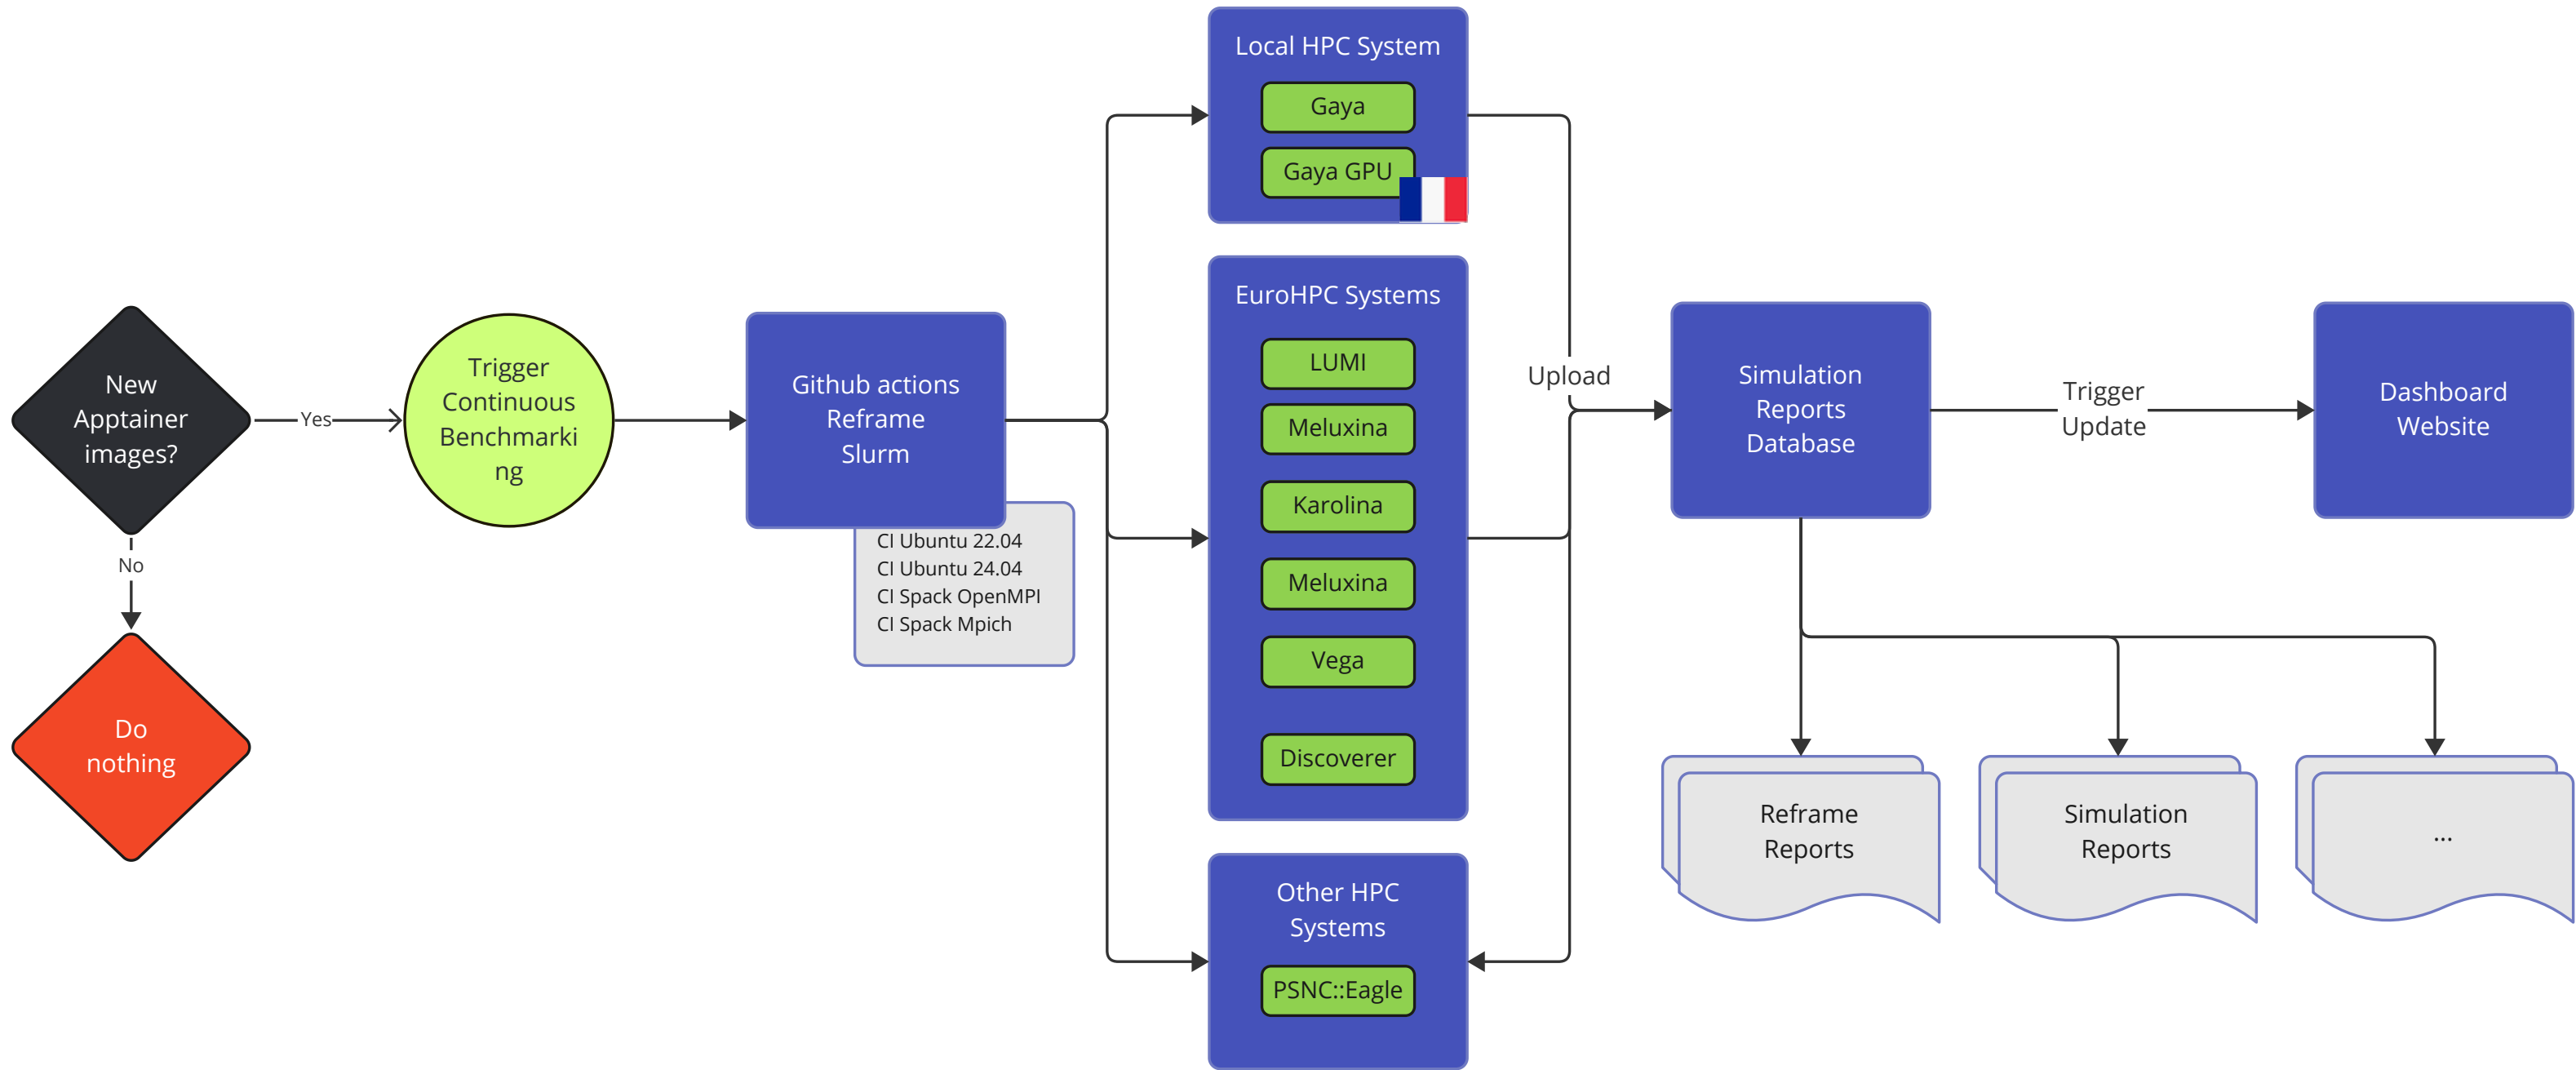 New
Apptainer
images?
Yes
No
Do
nothing
Trigger
Continuous
Benchmarki
ng
Github actions
Reframe
Slurm
CI Ubuntu 22.04
CI Ubuntu 24.04
CI Spack OpenMPI
CI Spack Mpich
Local HPC System
Gaya
Gaya GPU
EuroHPC Systems
LUMI
Meluxina
Karolina
Meluxina
Vega
Discoverer
Other HPC
Systems
PSNC::Eagle
Upload
Simulation
Reports
Database
Trigger
Update
Dashboard
Website
Reframe
Reports
Simulation
Reports
...